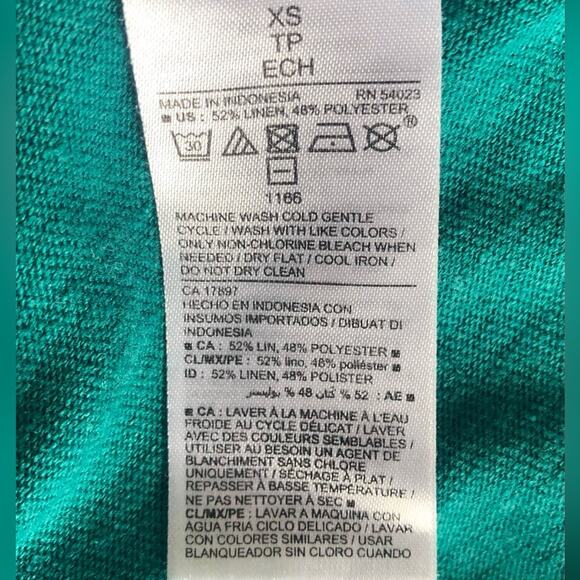 XS
TP
ECH
MADE IN INDONESIA RN 54023
US : 52% LINEN, 48% POLYESTER
30
1166
MACHINE WASH COLD GENTLE
CYCLE / WASH WITH LIKE COLORS /
ONLY NON-CHLORINE BLEACH WHEN
NEEDED / DRY FLAT / COOL IRON /
DO NOT DRY CLEAN
CA 17897
HECHO EN INDONESIA CON
INSUMOS IMPORTADOS / DIBUAT DI
INDONESIA
CA : 52% LIN, 48% POLYESTER
CL/MX/PE : 52% lino, 48% poliéster
ID : 52% LINEN, 48% POLISTER
AE : 52 % كتان 48 % بوليستر
CA : LAVER À LA MACHINE À L'EAU
FROIDE AU CYCLE DÉLICAT / LAVER
AVEC DES COULEURS SEMBLABLES /
UTILISER AU BESOIN UN AGENT DE
BLANCHIMENT SANS CHLORE
UNIQUEMENT / SÉCHAGE À PLAT /
REPASSER À BASSE TEMPÉRATURE /
NE PAS NETTOYER À SEC
CL/MX/PE : LAVAR A MAQUINA CON
AGUA FRIA CICLO DELICADO / LAVAR
CON COLORES SIMILARES / USAR
BLANQUEADOR SIN CLORO CUANDO